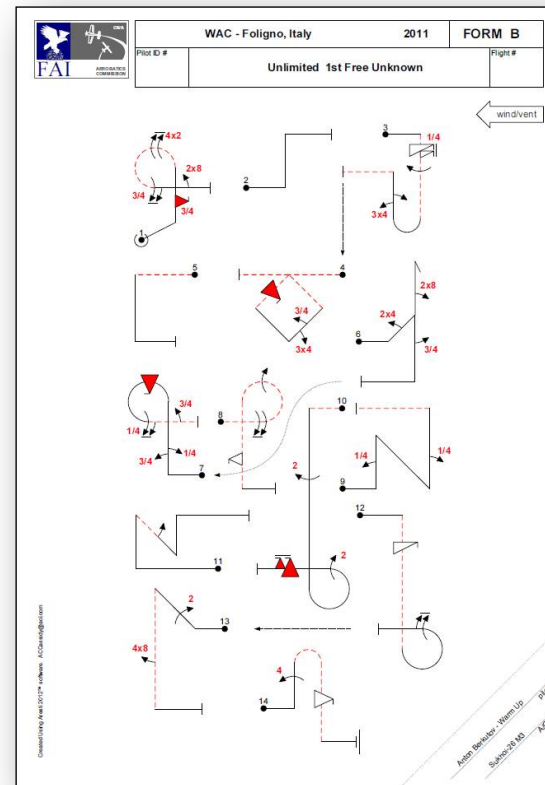 CIVA
FAI
AEROBATICS
COMMISSION
WAC - Foligno, Italy 2011 FORM B
Pilot ID #
Unlimited 1st Free Unknown
Flight #
wind/vent
4x2
2x8
3/4
3/4
1
2
3
1/4
3x4
5
4
3/4
3x4
2x8
2x4
6
3/4
3/4
1/4
3/4
1/4
7
8
10
2
1/4
1/4
9
12
11
2
2
13
4x8
4
14
Created Using Aresti 2012™ software.
Anton Berkutov - Warm Up
Sukhoi-26 M3